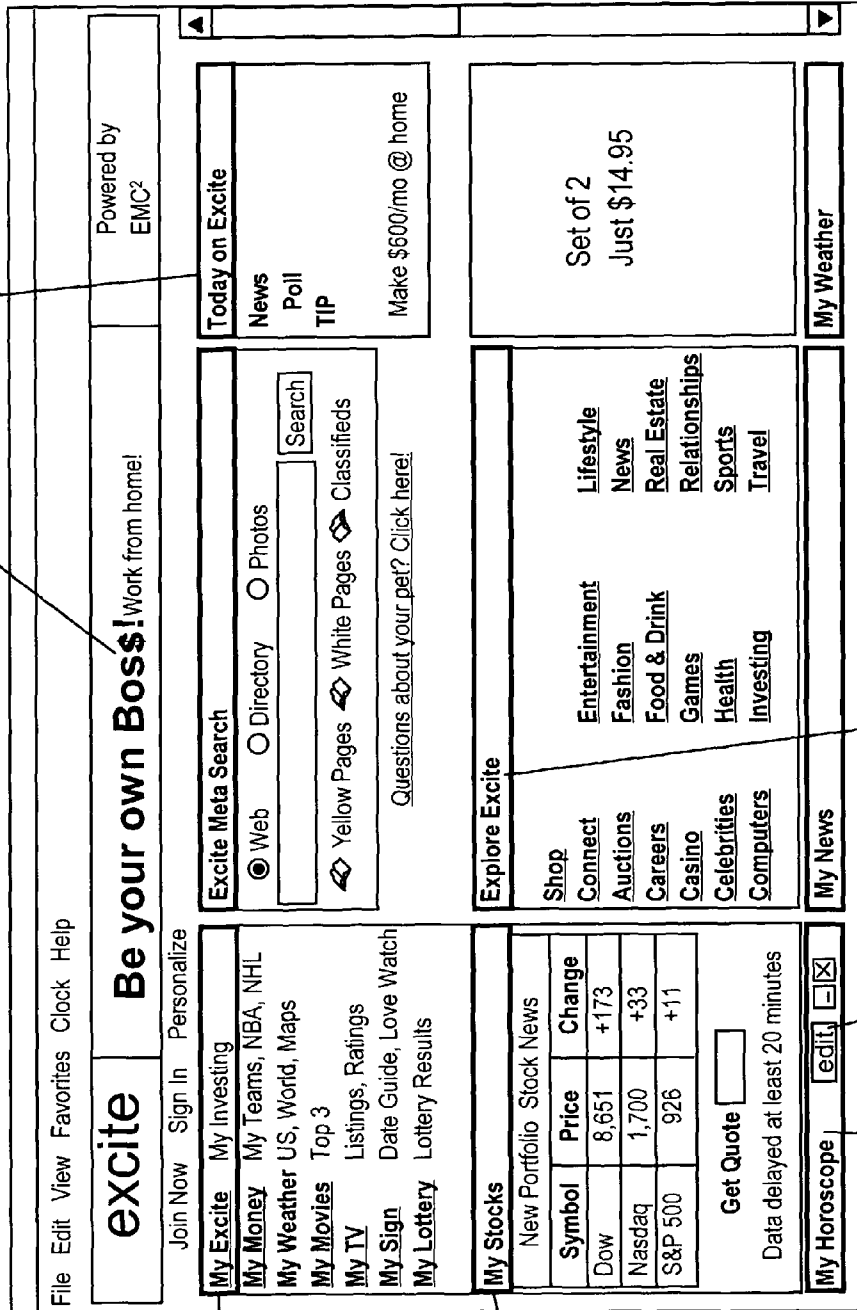 File Edit View Favorites Clock Help
excite
Be your own Bos$! Work from home!
Powered by
EMC²
Join Now Sign In Personalize
My Excite My Investing
My Money My Teams, NBA, NHL
My Weather US, World, Maps
My Movies Top 3
My TV Listings, Ratings
My Sign Date Guide, Love Watch
My Lottery Lottery Results
Excite Meta Search
Web Directory Photos
Search
Yellow Pages White Pages Classifieds
Questions about your pet? Click here!
Today on Excite
News
Poll
TIP
Make $600/mo @ home
My Stocks
New Portfolio Stock News
Symbol Price Change
Dow 8,651 +173
Nasdaq 1,700 +33
S&P 500 926 +11
Get Quote
Data delayed at least 20 minutes
Explore Excite
Shop
Connect Entertainment Lifestyle
Auctions Fashion News
Careers Food & Drink Real Estate
Casino Games Relationships
Celebrities Health Sports
Computers Investing Travel
Set of 2
Just $14.95
My Horoscope edit
My News
My Weather